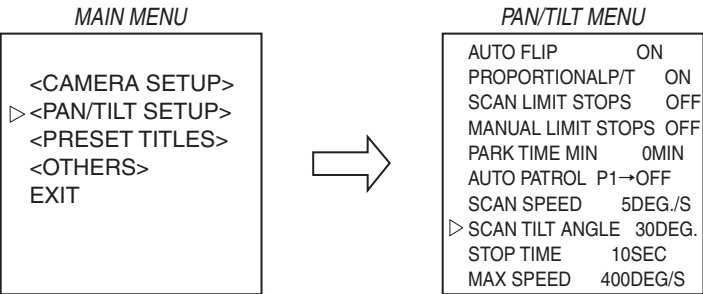 MAIN MENU
<CAMERA SETUP>
<PAN/TILT SETUP>
<PRESET TITLES>
<OTHERS>
EXIT
PAN/TILT MENU
AUTO FLIP ON
PROPORTIONALP/T ON
SCAN LIMIT STOPS OFF
MANUAL LIMIT STOPS OFF
PARK TIME MIN 0MIN
AUTO PATROL P1→OFF
SCAN SPEED 5DEG./S
SCAN TILT ANGLE 30DEG.
STOP TIME 10SEC
MAX SPEED 400DEG/S